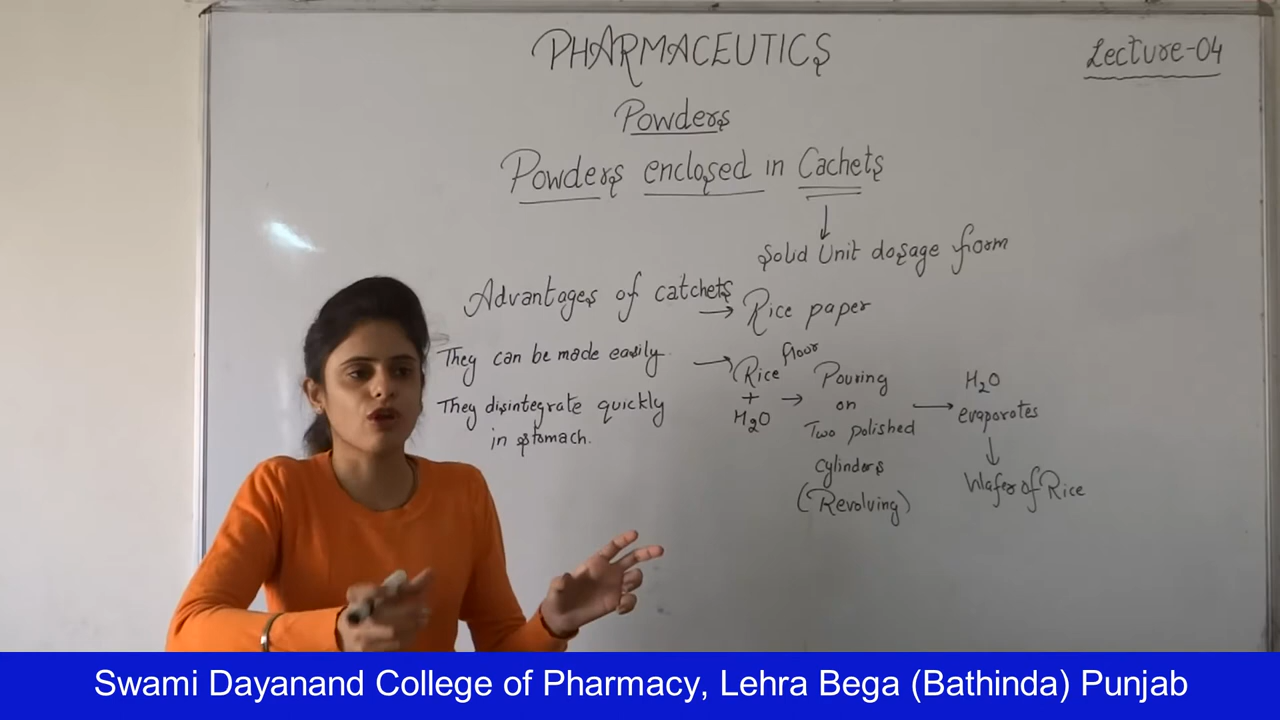 PHARMACEUTICS
Lecture-04
Powders
Powders enclosed in Cachets
Solid Unit dosage form
Advantages of catchets
→ Rice paper
They can be made easily.
They disintegrate quickly
in stomach.
→ Rice floor
+
H₂O
→ Pouring
on
Two polished
cylinders
(Revolving)
→ H₂O
evaporates
↓
Wafer of Rice
Swami Dayanand College of Pharmacy, Lehra Bega (Bathinda) Punjab